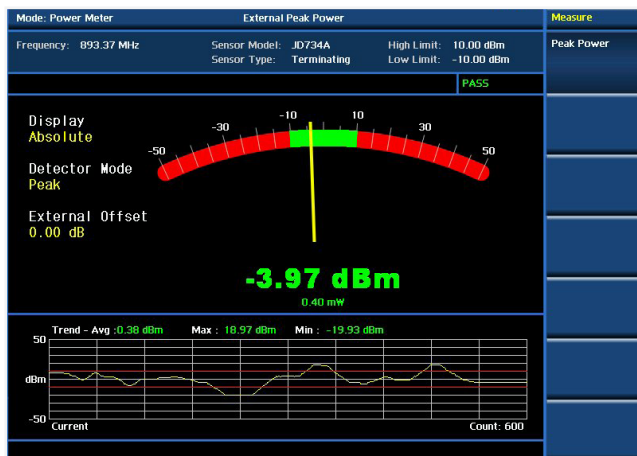 Mode: Power Meter External Peak Power Measure
Frequency: 893.37 MHz Sensor Model: JD734A High Limit: 10.00 dBm Peak Power
Sensor Type: Terminating Low Limit: -10.00 dBm
PASS
Display
Absolute
Detector Mode
Peak
External Offset
0.00 dB
-50 -30 -10 10 30 50
-3.97 dBm
0.40 mW
Trend - Avg :0.38 dBm Max : 18.97 dBm Min : -19.93 dBm
50
dBm
-50
Current Count: 600